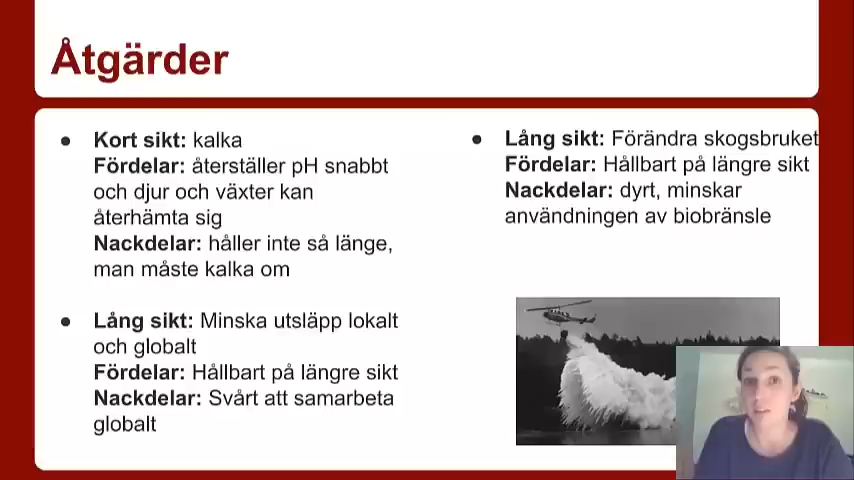 Åtgärder
● Kort sikt: kalka
Fördelar: återställer pH snabbt
och djur och växter kan
återhämta sig
Nackdelar: håller inte så länge,
man måste kalka om
● Lång sikt: Minska utsläpp lokalt
och globalt
Fördelar: Hållbart på längre sikt
Nackdelar: Svårt att samarbeta
globalt
● Lång sikt: Förändra skogsbruket
Fördelar: Hållbart på längre sikt
Nackdelar: dyrt, minskar
användningen av biobränsle